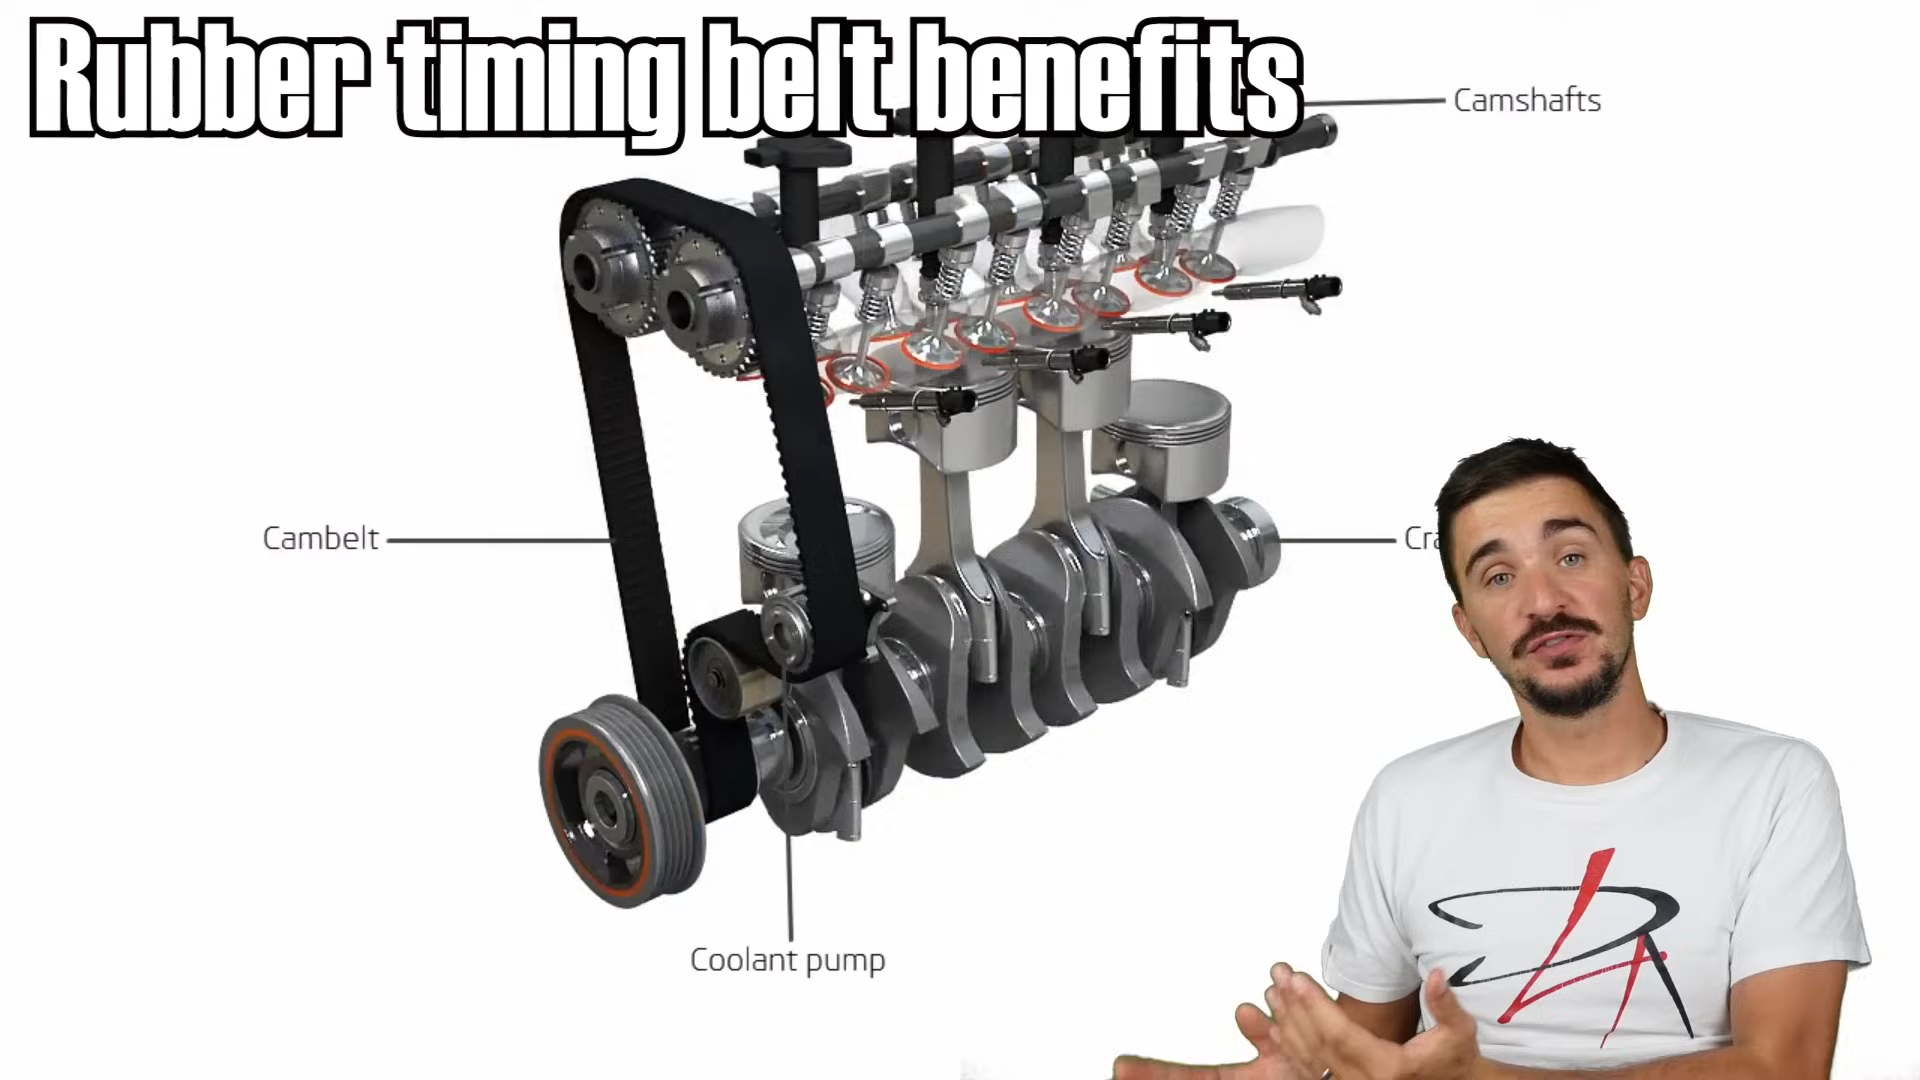 Rubber timing belt benefits
Camshafts
Cambelt
Coolant pump